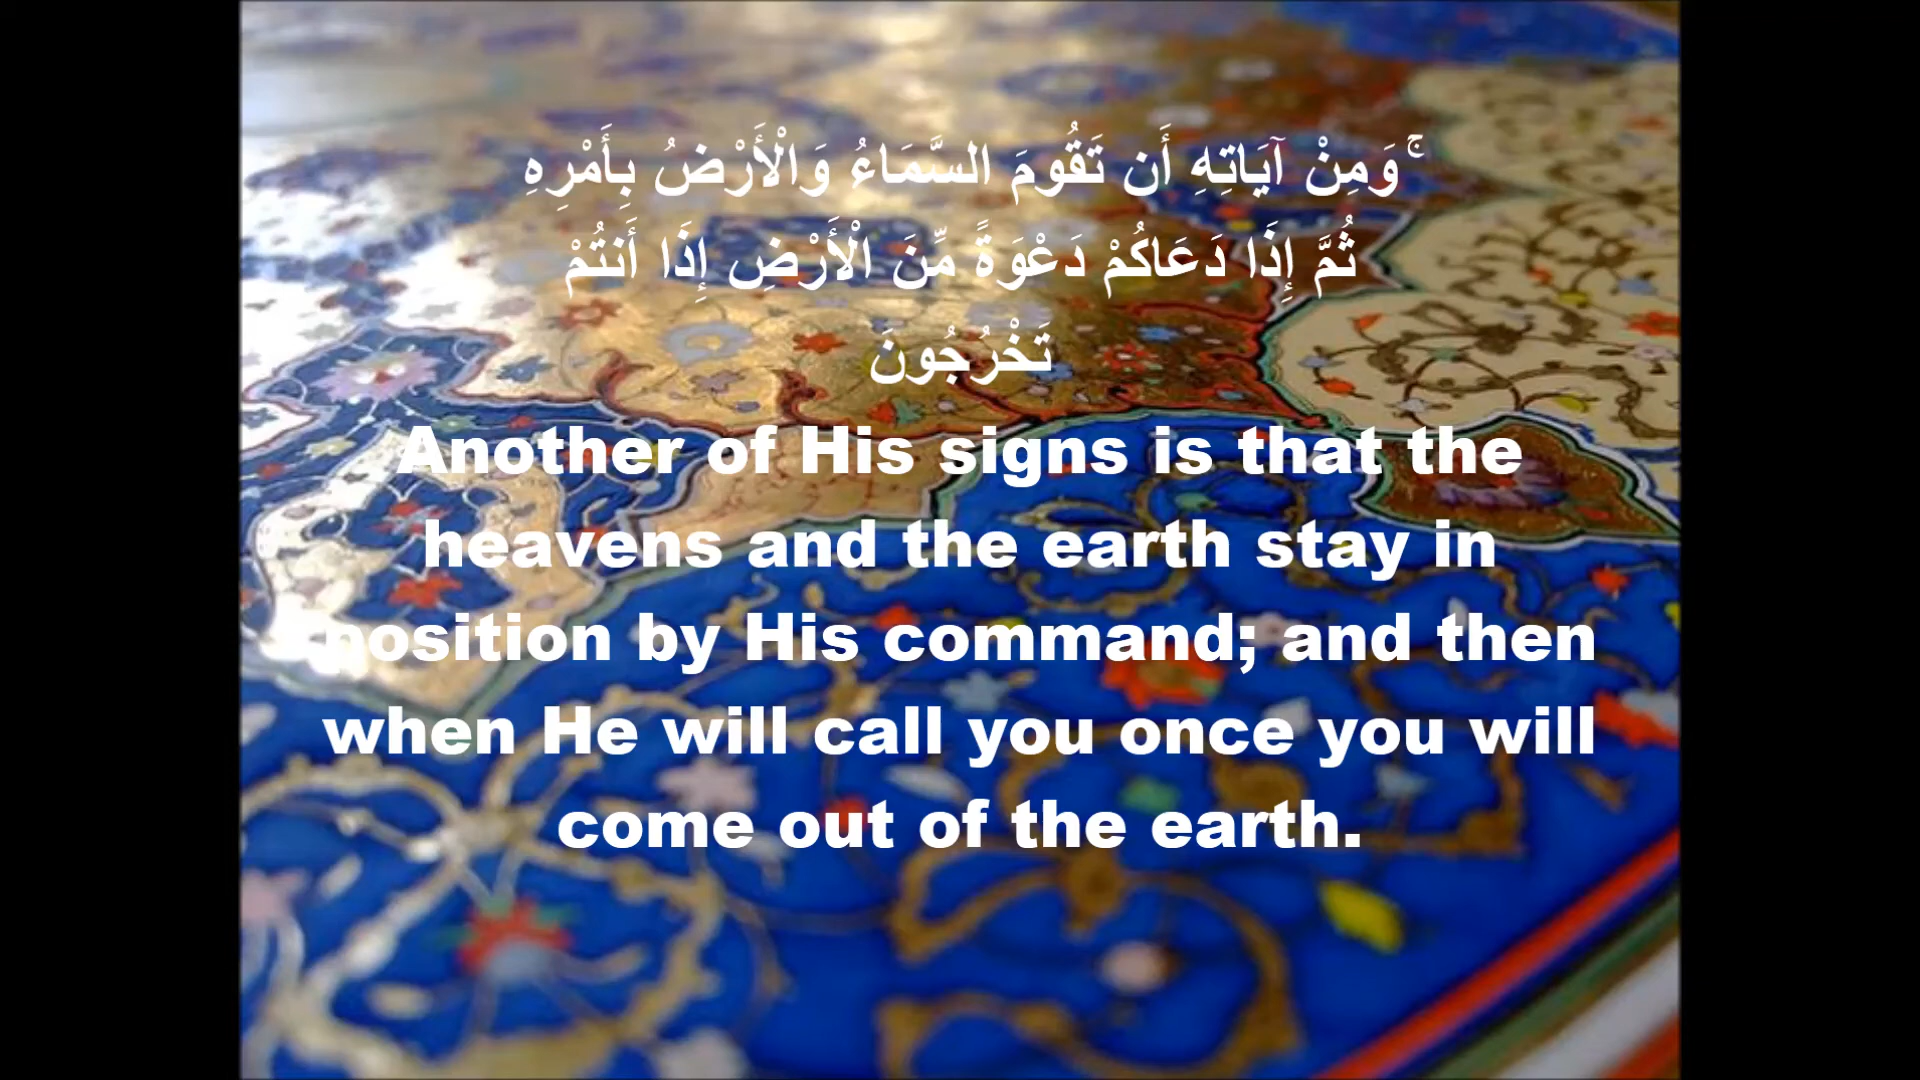 وَمِنْ آيَاتِهِ أَن تَقُومَ السَّمَاءُ وَالْأَرْضُ بِأَمْرِهِ ۚ
ثُمَّ إِذَا دَعَاكُمْ دَعْوَةً مِّنَ الْأَرْضِ إِذَا أَنتُمْ
تَخْرُجُونَ
Another of His signs is that the
heavens and the earth stay in
position by His command; and then
when He will call you once you will
come out of the earth.